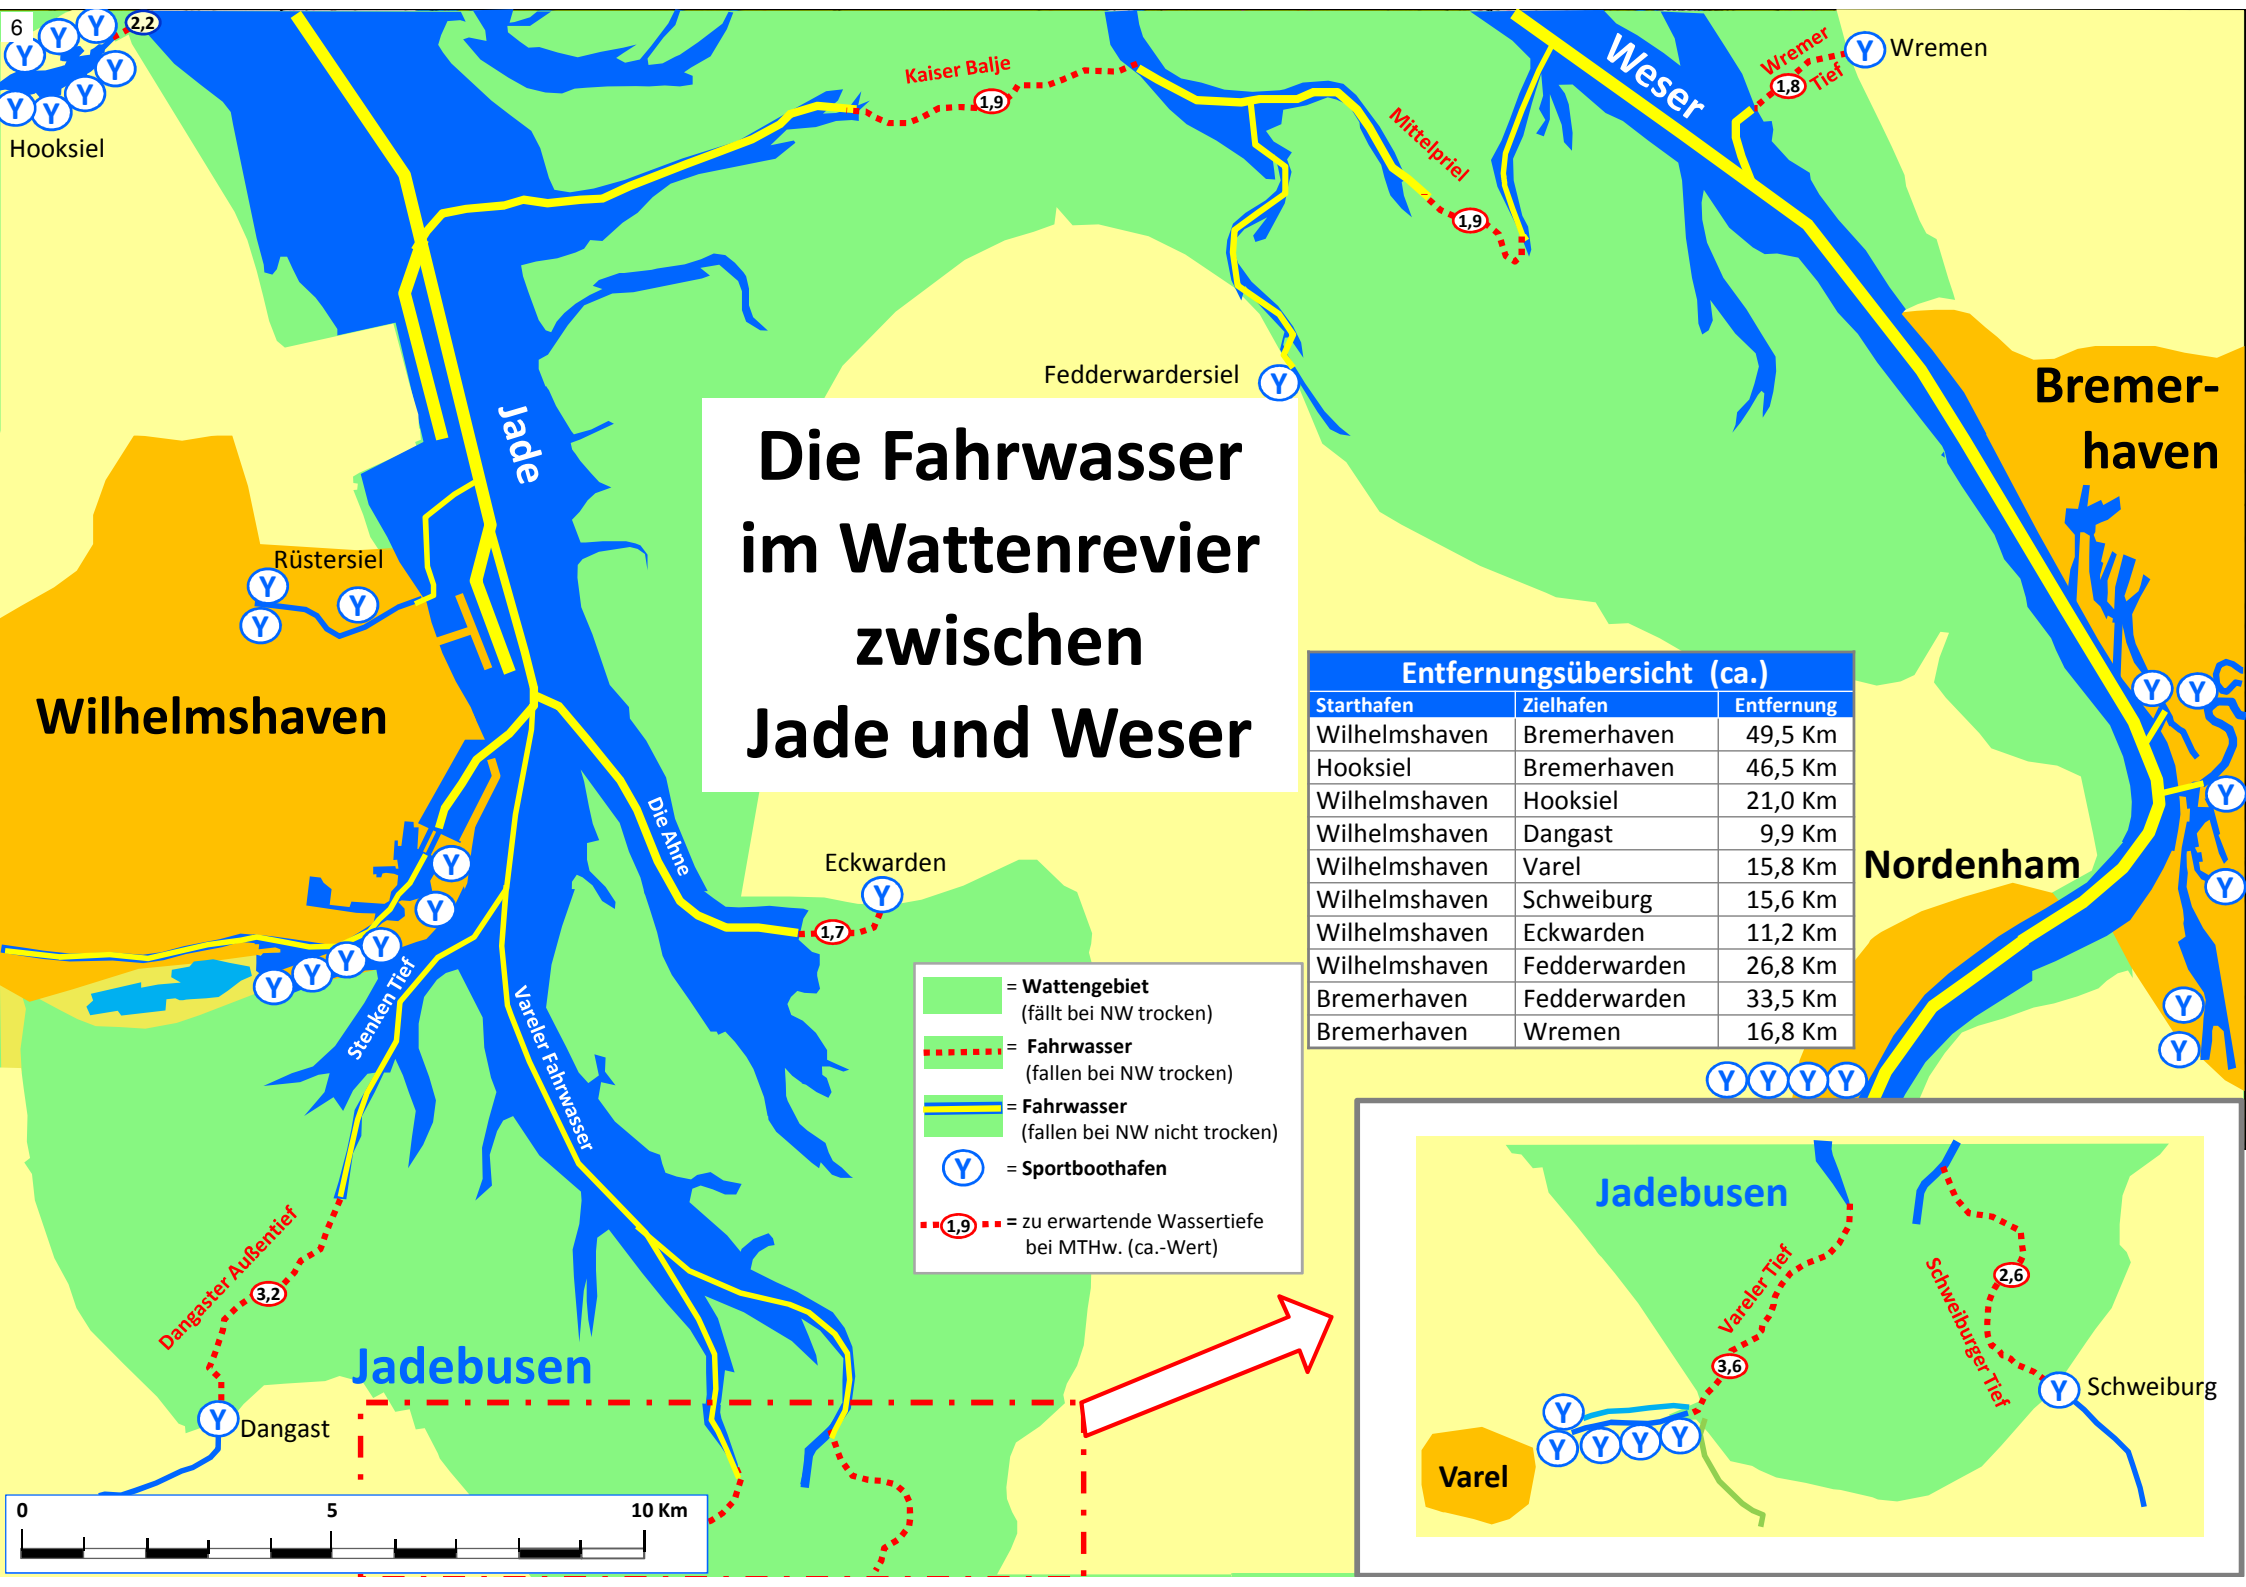 6
2,2
Hooksiel
Kaiser Balje
1,9
Mittelpriel
1,9
Weser
Wremer
Tief
1,8
Wremen
Fedderwardersiel
Bremer-
haven
Jade
Die Fahrwasser
im Wattenrevier
zwischen
Jade und Weser
Rüstersiel
Wilhelmshaven
Die Ahne
Eckwarden
1,7
Stenken Tief
Vareler Fahrwasser
Nordenham
Entfernungsübersicht (ca.)
Starthafen Zielhafen Entfernung
Wilhelmshaven Bremerhaven 49,5 Km
Hooksiel Bremerhaven 46,5 Km
Wilhelmshaven Hooksiel 21,0 Km
Wilhelmshaven Dangast 9,9 Km
Wilhelmshaven Varel 15,8 Km
Wilhelmshaven Schweiburg 15,6 Km
Wilhelmshaven Eckwarden 11,2 Km
Wilhelmshaven Fedderwarden 26,8 Km
Bremerhaven Fedderwarden 33,5 Km
Bremerhaven Wremen 16,8 Km
= Wattengebiet
(fällt bei NW trocken)
= Fahrwasser
(fallen bei NW trocken)
= Fahrwasser
(fallen bei NW nicht trocken)
Y = Sportboothafen
1,9 = zu erwartende Wassertiefe
bei MTHw. (ca.-Wert)
Dangaster Außentief
3,2
Jadebusen
Dangast
0 5 10 Km
Jadebusen
Vareler Tief
3,6
Schweiburger Tief
2,6
Schweiburg
Varel